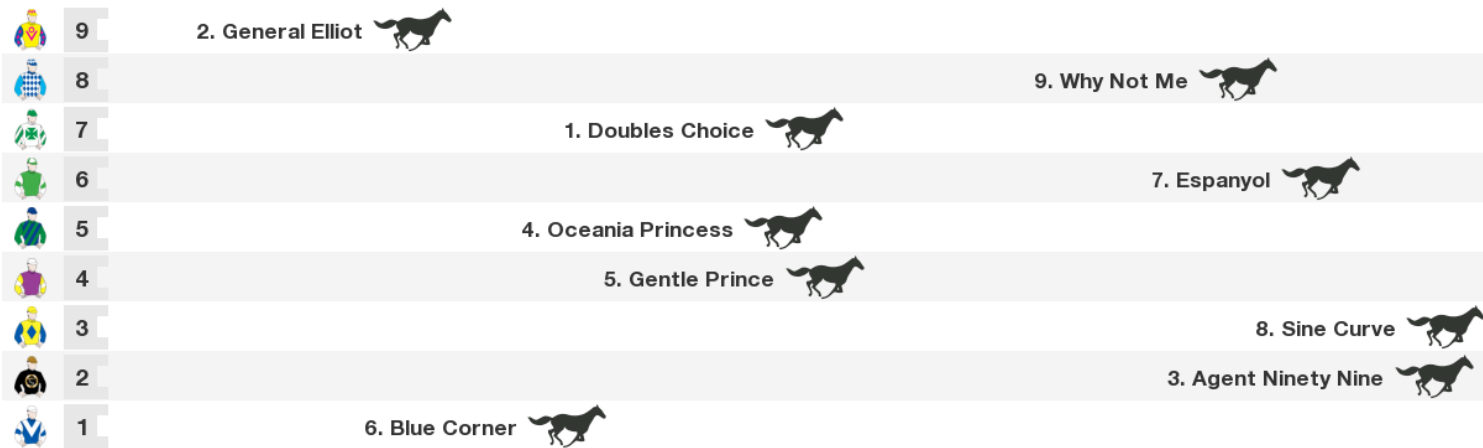 9 2. General Elliot
8 9. Why Not Me
7 1. Doubles Choice
6 7. Espanyol
5 4. Oceania Princess
4 5. Gentle Prince
3 8. Sine Curve
2 3. Agent Ninety Nine
1 6. Blue Corner